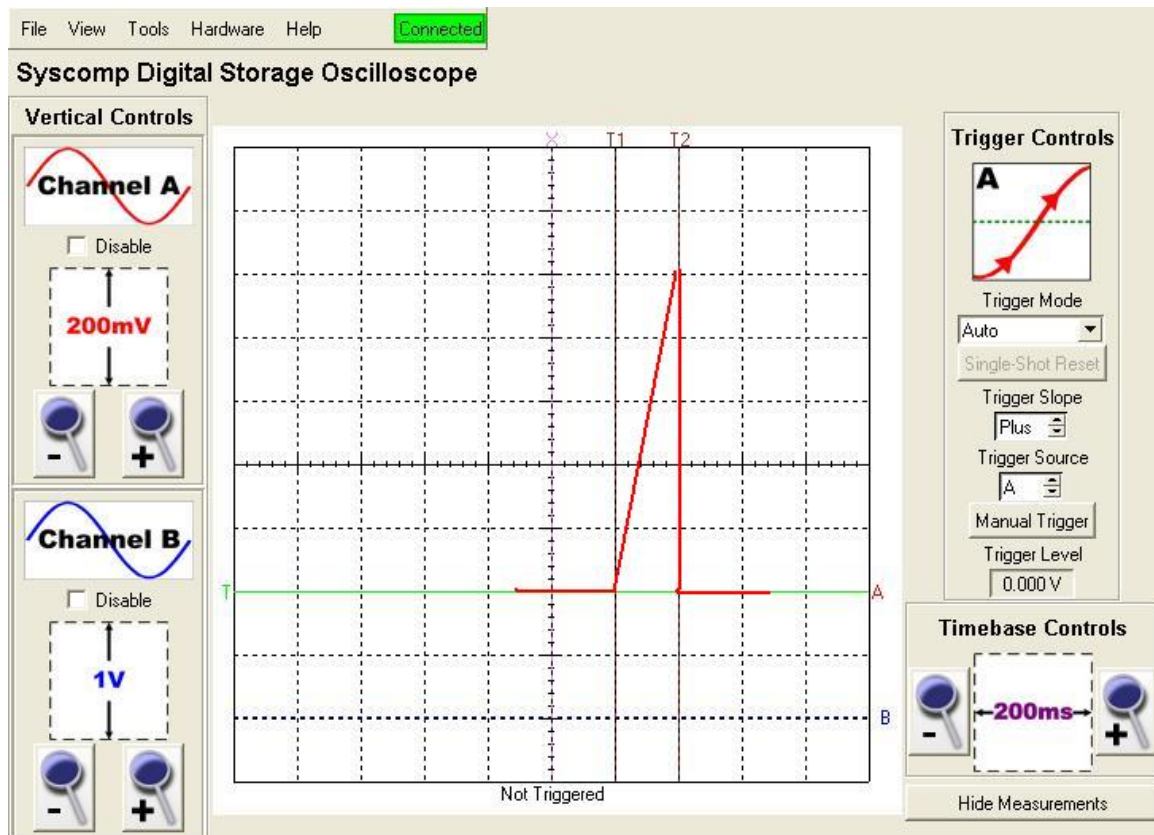 File View Tools Hardware Help Connected
Syscomp Digital Storage Oscilloscope
Vertical Controls
Channel A
Disable
200mV
-
+
Channel B
Disable
1V
-
+
X T1 T2
T
A
B
Not Triggered
Trigger Controls
A
Trigger Mode
Auto
Single-Shot Reset
Trigger Slope
Plus
Trigger Source
A
Manual Trigger
Trigger Level
0.000 V
Timebase Controls
-
200ms
+
Hide Measurements